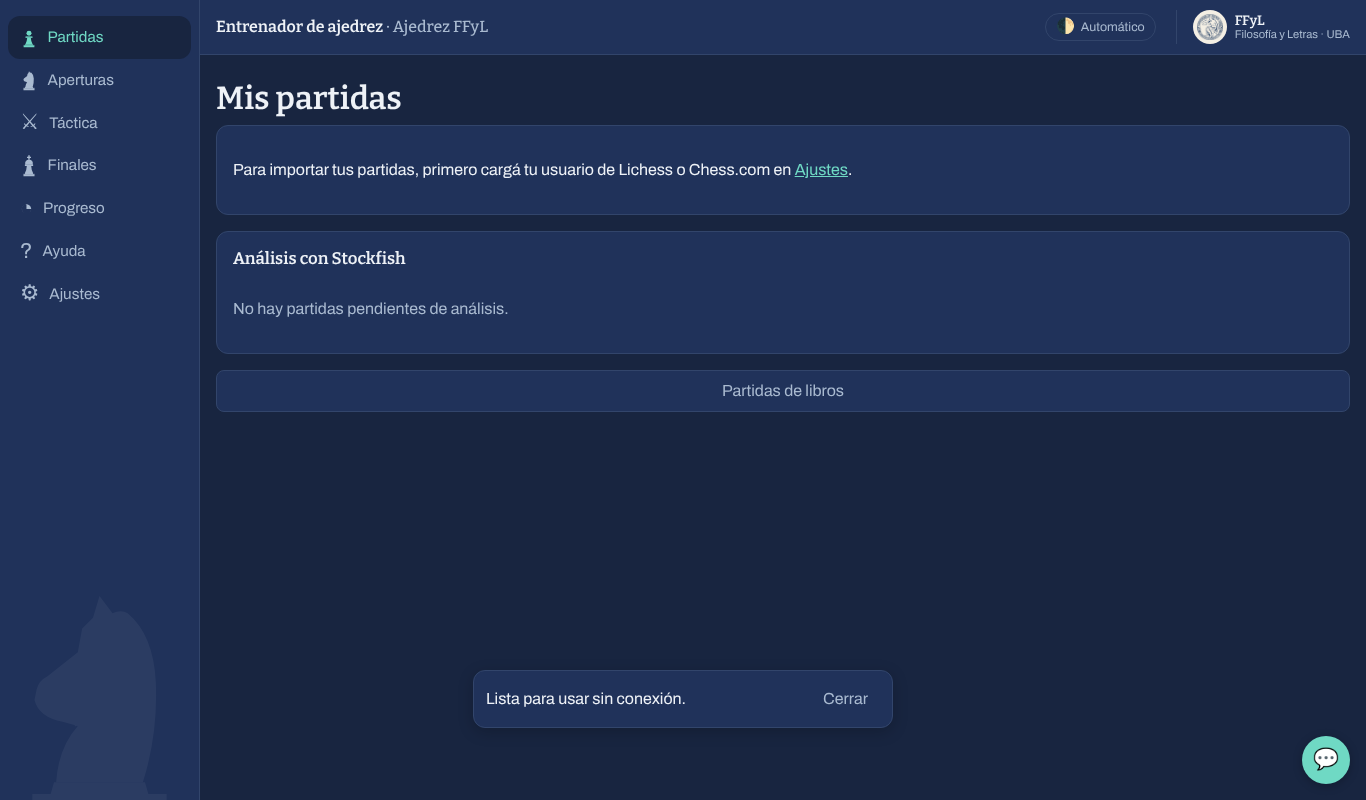 Partidas
Aperturas
Táctica
Finales
Progreso
? Ayuda
Ajustes
Entrenador de ajedrez · Ajedrez FFyL
Automático
FFyL
Filosofía y Letras · UBA
Mis partidas
Para importar tus partidas, primero cargá tu usuario de Lichess o Chess.com en Ajustes.
Análisis con Stockfish
No hay partidas pendientes de análisis.
Partidas de libros
Lista para usar sin conexión.
Cerrar